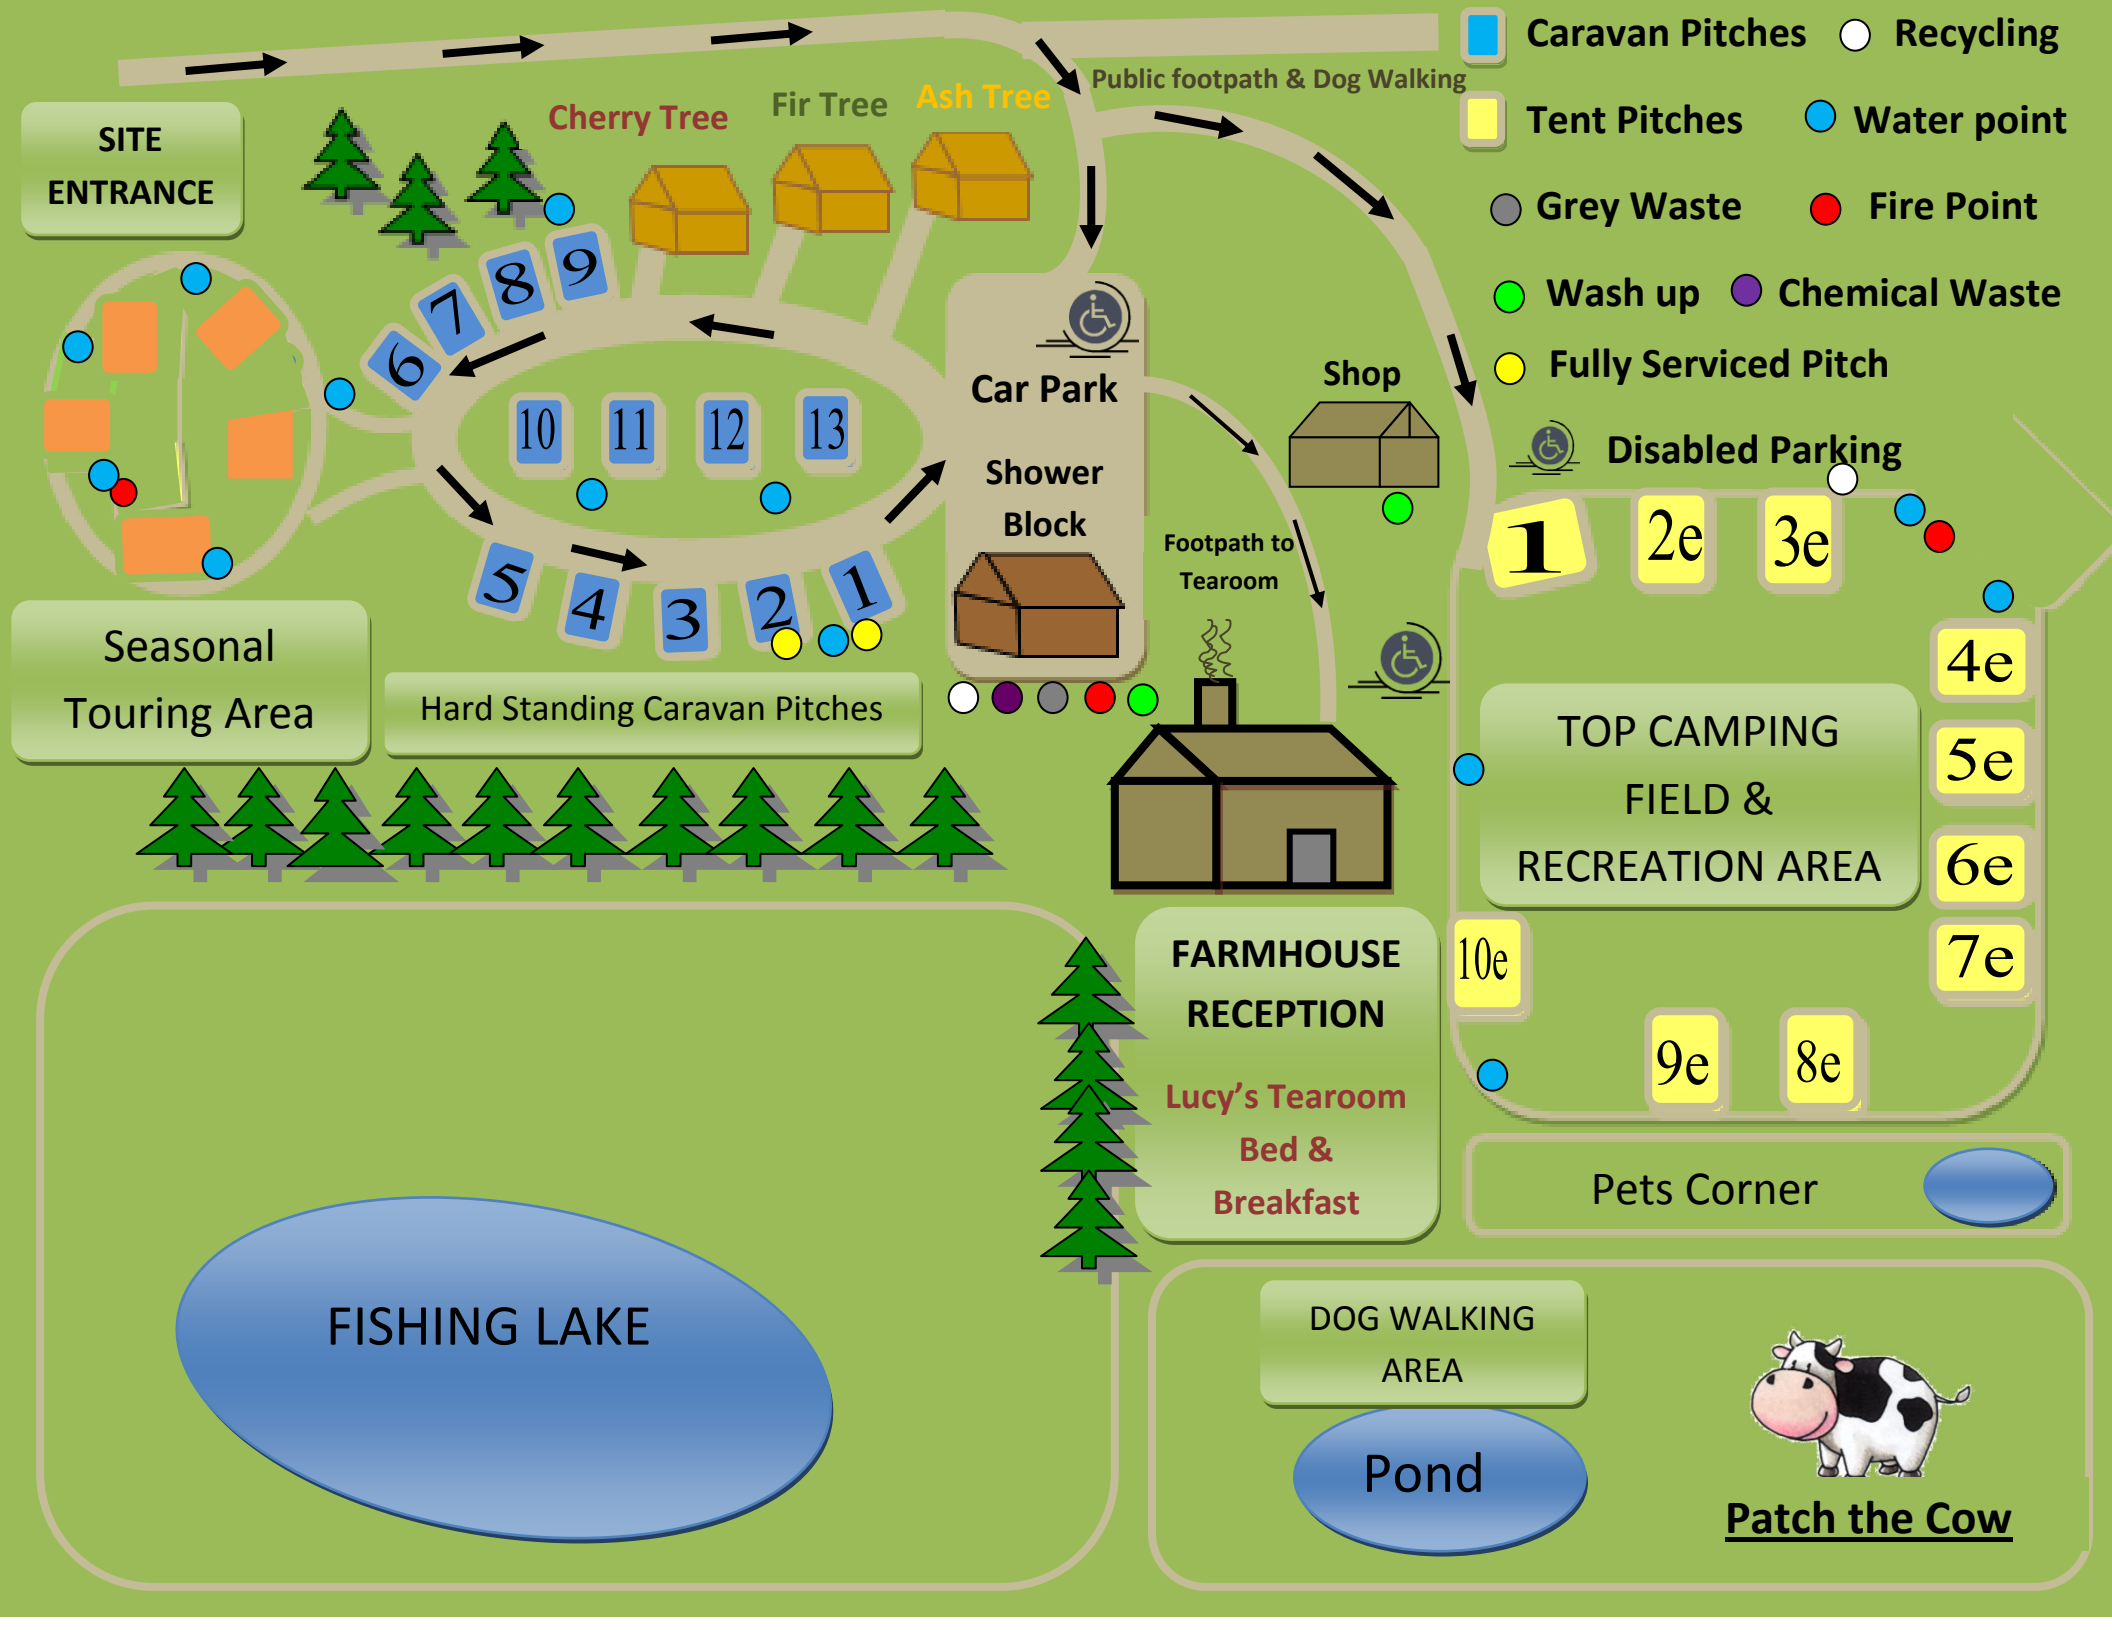 Caravan Pitches
Recycling
Public footpath & Dog Walking
Cherry Tree
Fir Tree
Ash Tree
Tent Pitches
Water point
SITE
ENTRANCE
Grey Waste
Fire Point
Wash up
Chemical Waste
Fully Serviced Pitch
Disabled Parking
9
8
7
6
10
11
12
13
5
4
3
2
1
Car Park
Shower
Block
Shop
Footpath to
Tearoom
1
2e
3e
4e
5e
6e
7e
8e
9e
10e
Seasonal
Touring Area
Hard Standing Caravan Pitches
TOP CAMPING
FIELD &
RECREATION AREA
FARMHOUSE
RECEPTION
Lucy's Tearoom
Bed &
Breakfast
Pets Corner
FISHING LAKE
DOG WALKING
AREA
Pond
Patch the Cow